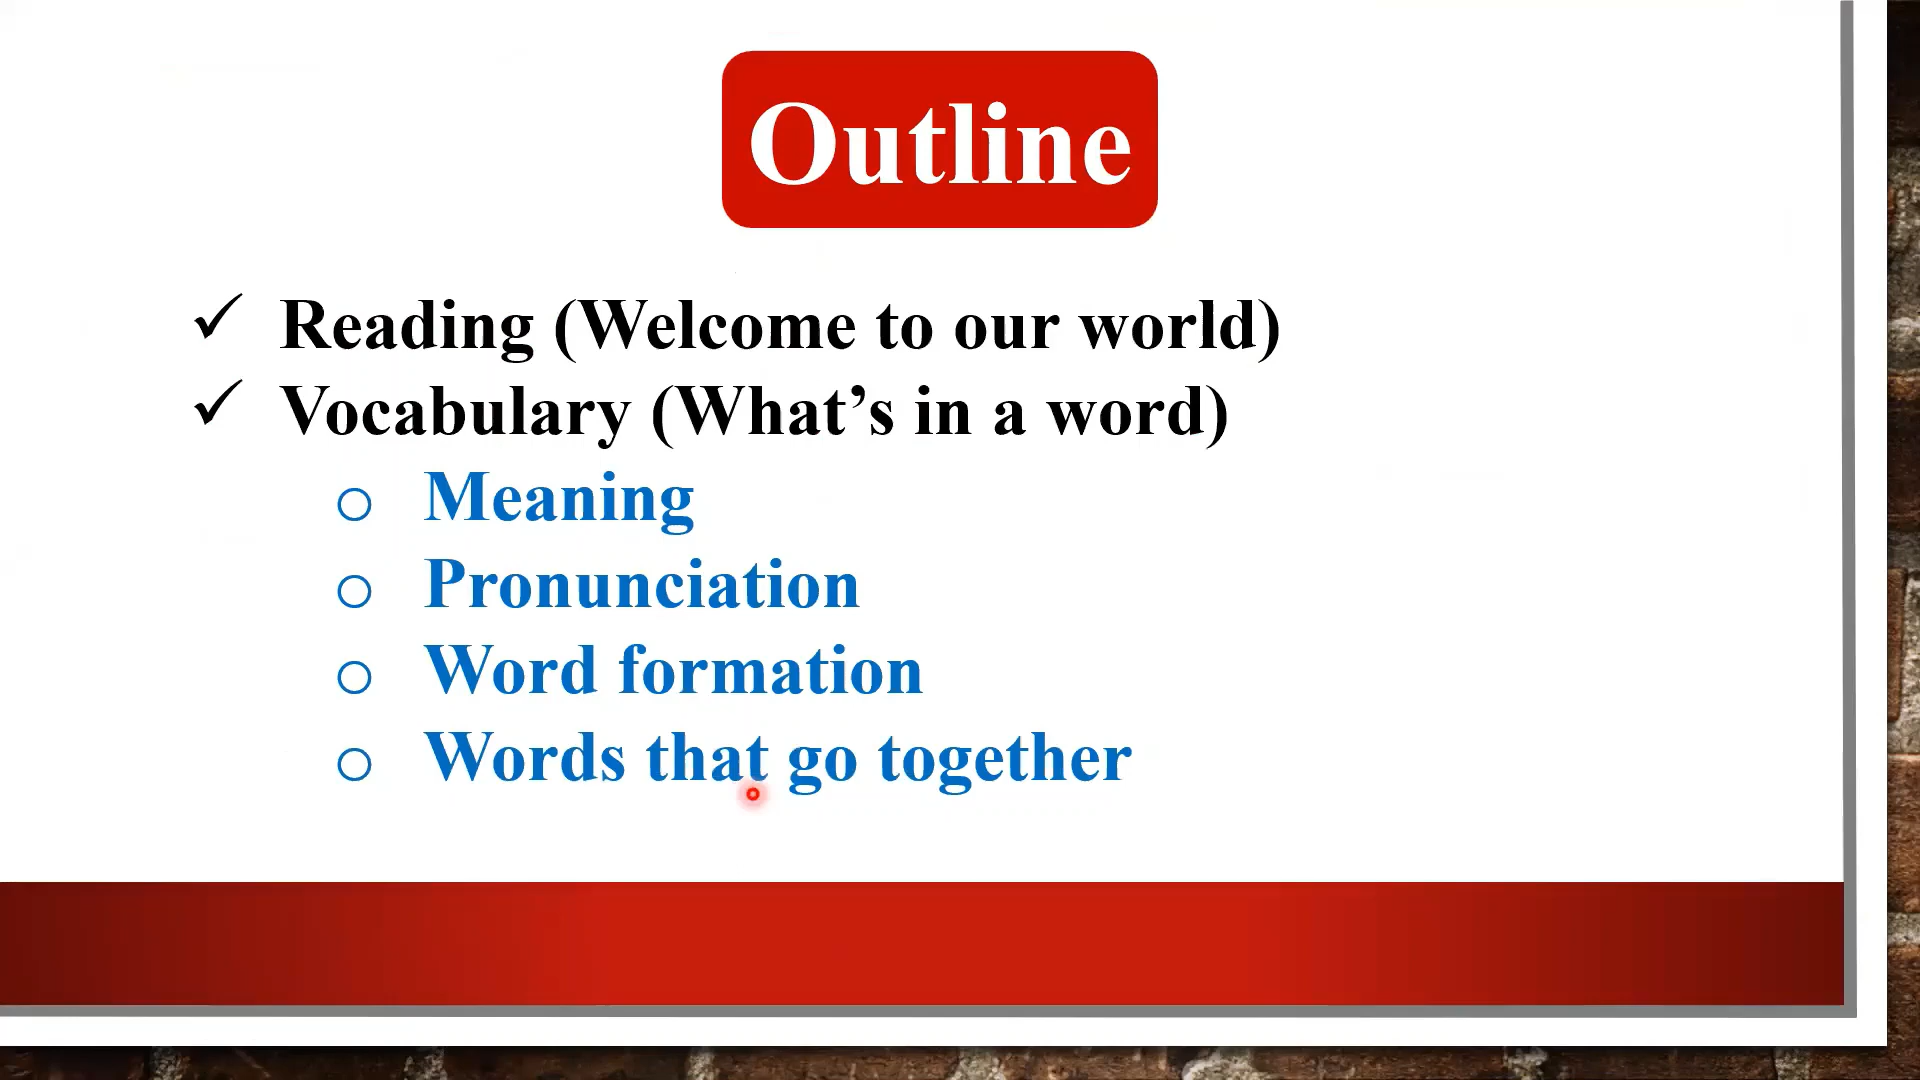 Outline
✓ Reading (Welcome to our world)
✓ Vocabulary (What’s in a word)
o Meaning
o Pronunciation
o Word formation
o Words that go together